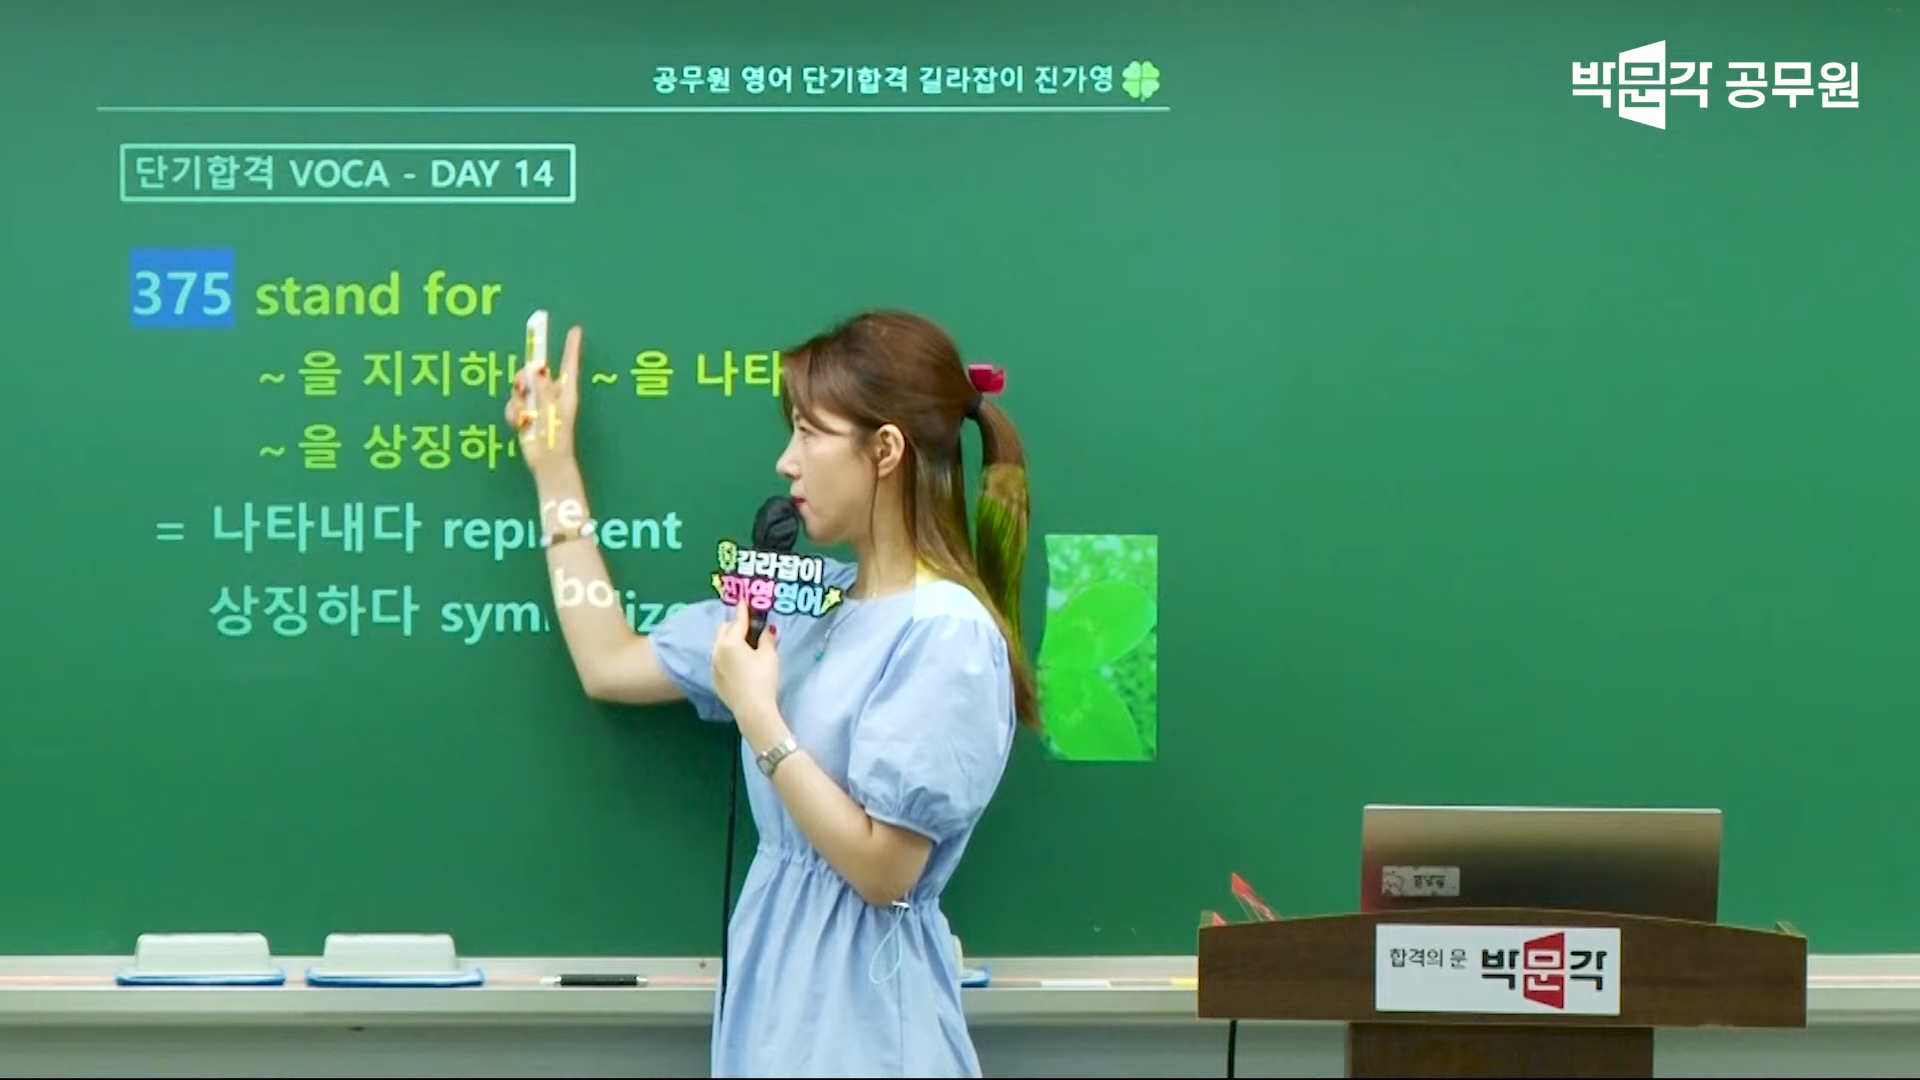 공무원 영어 단기합격 길라잡이 진가영
박문각 공무원
단기합격 VOCA - DAY 14
375 stand for
~을 지지하 ~을 나타
~을 상징하다
= 나타내다 represent
상징하다 symbolize
길라잡이
진가영영어
합격의 문 박문각